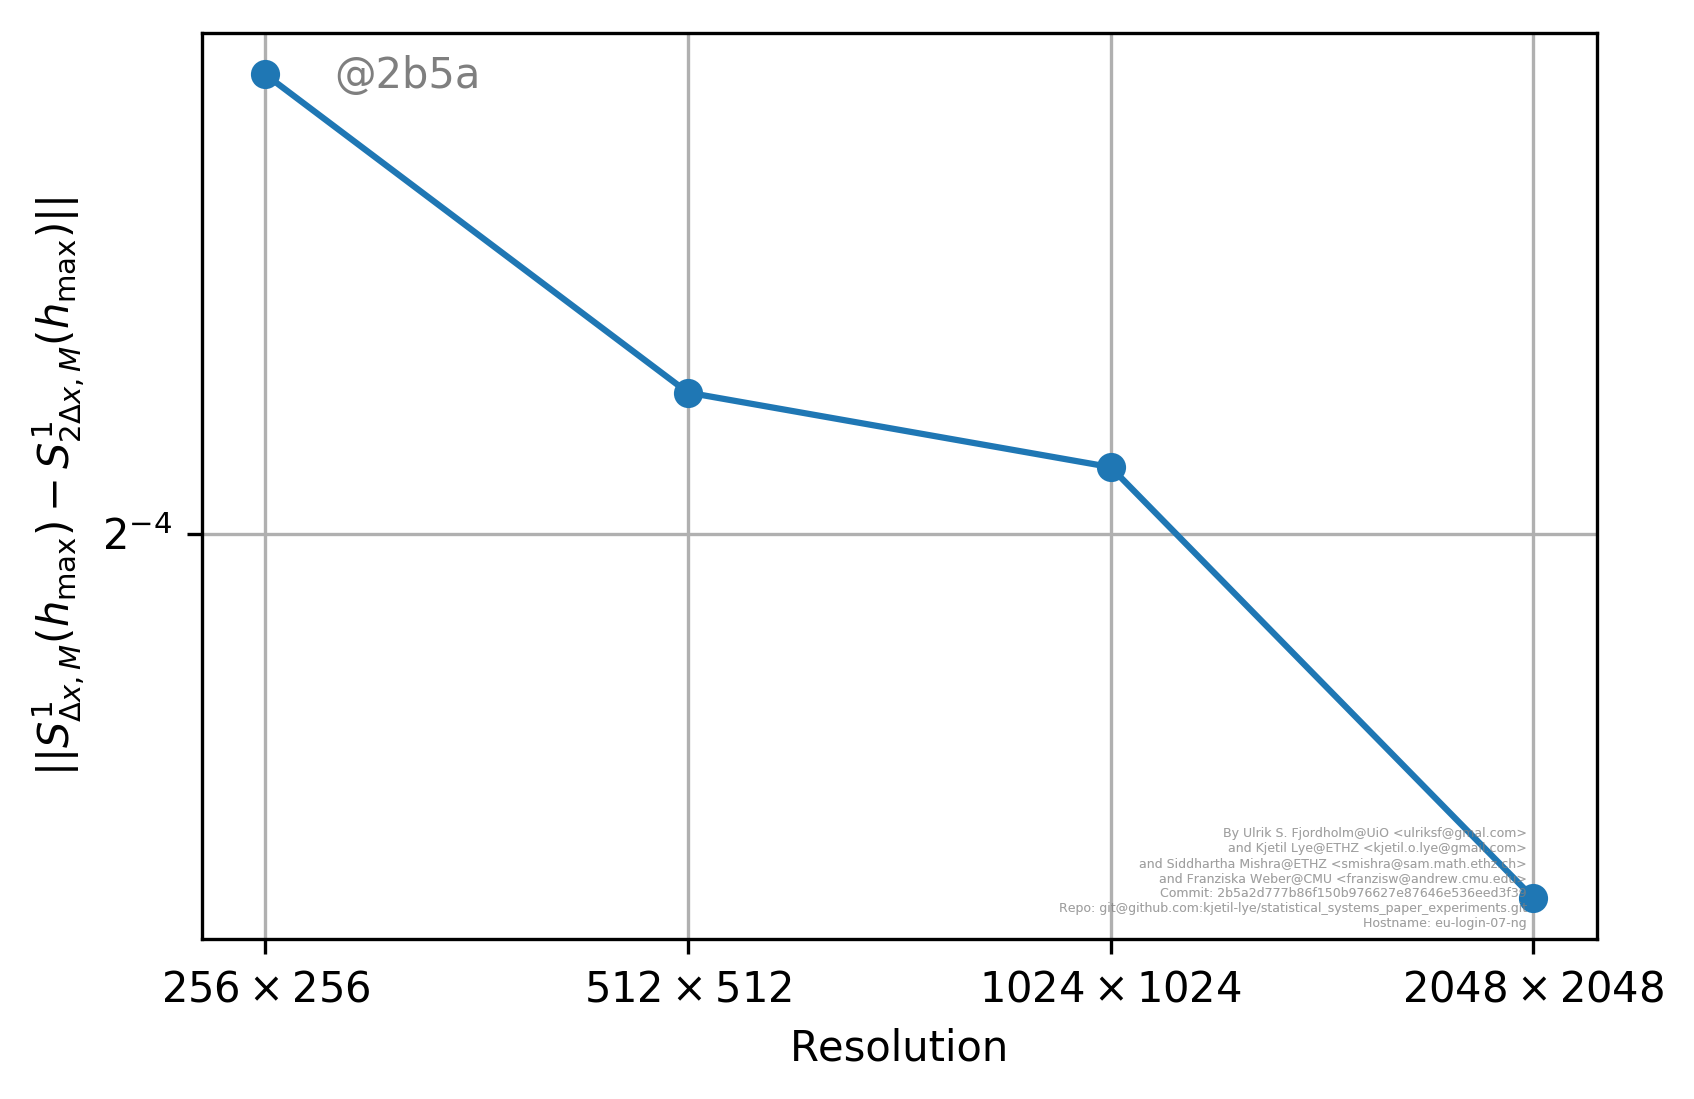 @2b5a
||S^1_{Δx,M}(h_max) − S^1_{2Δx,M}(h_max)||
2^−4
By Ulrik S. Fjordholm@UiO <ulriksf@gmail.com>
and Kjetil Lye@ETHZ <kjetil.o.lye@gmail.com>
and Siddhartha Mishra@ETHZ <smishra@sam.math.ethz.ch>
and Franziska Weber@CMU <franzisw@andrew.cmu.edu>
Commit:
Repo: git@github.com:kjetil-lye/statistical_systems_paper_experiments.git
Hostname: eu-login-07-ng
256 × 256 512 × 512 1024 × 1024 2048 × 2048
Resolution